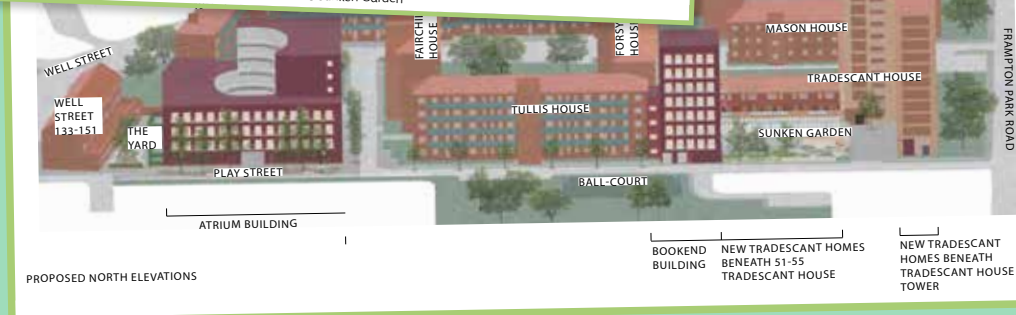 Garden
WELL STREET
WELL
STREET
133-151
THE
YARD
FAIRCHI
HOUSE
FORSY
HOUS
MASON HOUSE
TRADESCANT HOUSE
TULLIS HOUSE
SUNKEN GARDEN
FRAMPTON PARK ROAD
PLAY STREET
BALL-COURT
ATRIUM BUILDING
BOOKEND
BUILDING
NEW TRADESCANT HOMES
BENEATH 51-55
TRADESCANT HOUSE
NEW TRADESCANT
HOMES BENEATH
TRADESCANT HOUSE
TOWER
PROPOSED NORTH ELEVATIONS